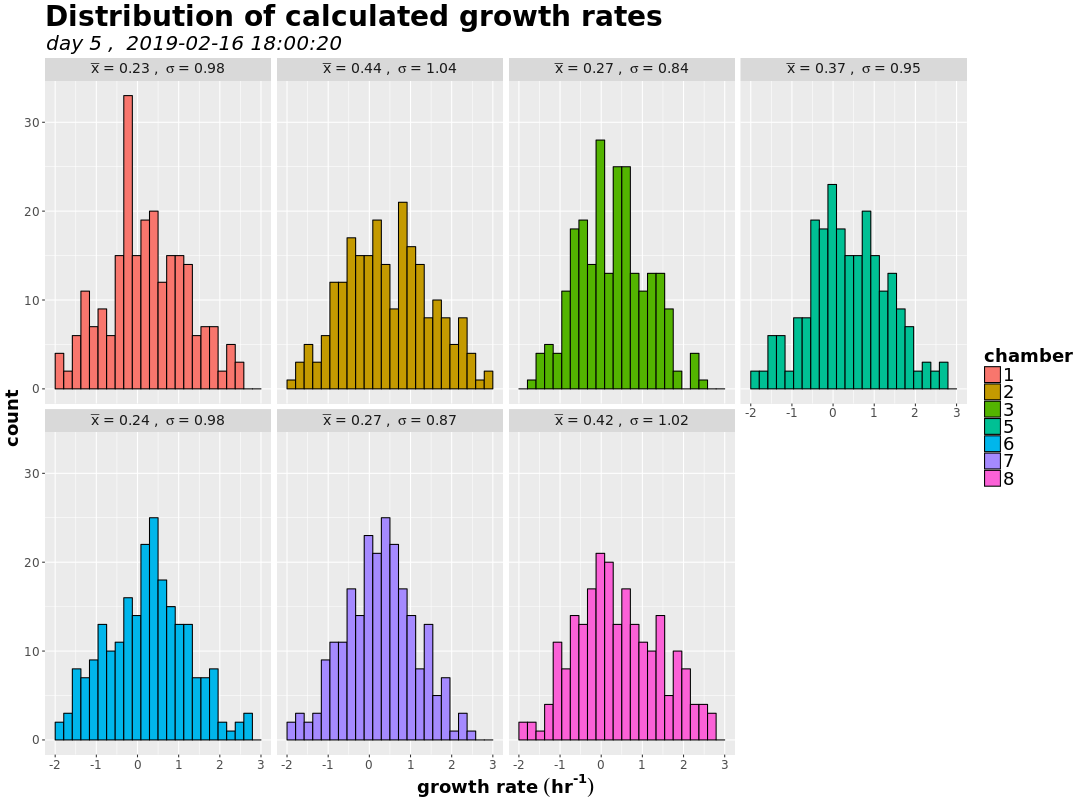 Distribution of calculated growth rates
day 5 , 2019-02-16 18:00:20
x̅ = 0.23 , σ = 0.98
x̅ = 0.44 , σ = 1.04
x̅ = 0.27 , σ = 0.84
x̅ = 0.37 , σ = 0.95
30
20
10
0
-2 -1 0 1 2 3
x̅ = 0.24 , σ = 0.98
x̅ = 0.27 , σ = 0.87
x̅ = 0.42 , σ = 1.02
30
20
10
0
-2 -1 0 1 2 3
-2 -1 0 1 2 3
-2 -1 0 1 2 3
count
growth rate (hr⁻¹)
chamber
1
2
3
5
6
7
8